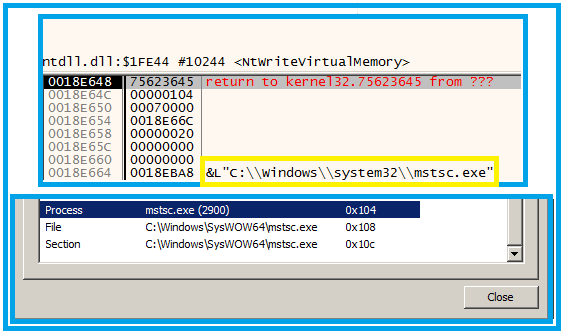 ntdll.dll:$1FE44 #10244 <NtWriteVirtualMemory>
0018E648 75623645 return to kernel32.75623645 from ???
0018E64C 00000104
0018E650 00070000
0018E654 0018E66C
0018E658 00000020
0018E65C 00000000
0018E660 00000000
0018E664 0018EBA8 &L"C:\\Windows\\system32\\mstsc.exe"
Process mstsc.exe (2900) 0x104
File C:\Windows\SysWOW64\mstsc.exe 0x108
Section C:\Windows\SysWOW64\mstsc.exe 0x10c
Close